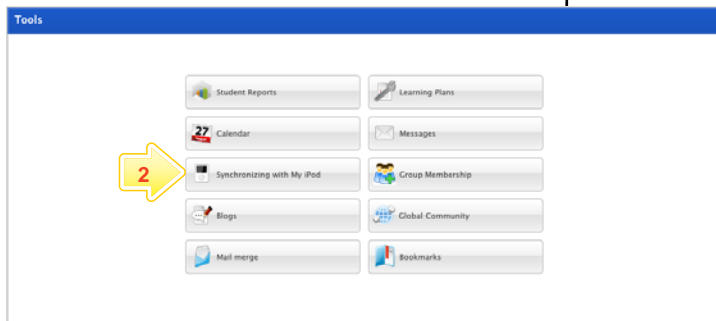 Tools
Student Reports
Learning Plans
27 Calendar
Messages
2
Synchronizing with My iPod
Group Membership
Blogs
Global Community
Mail merge
Bookmarks